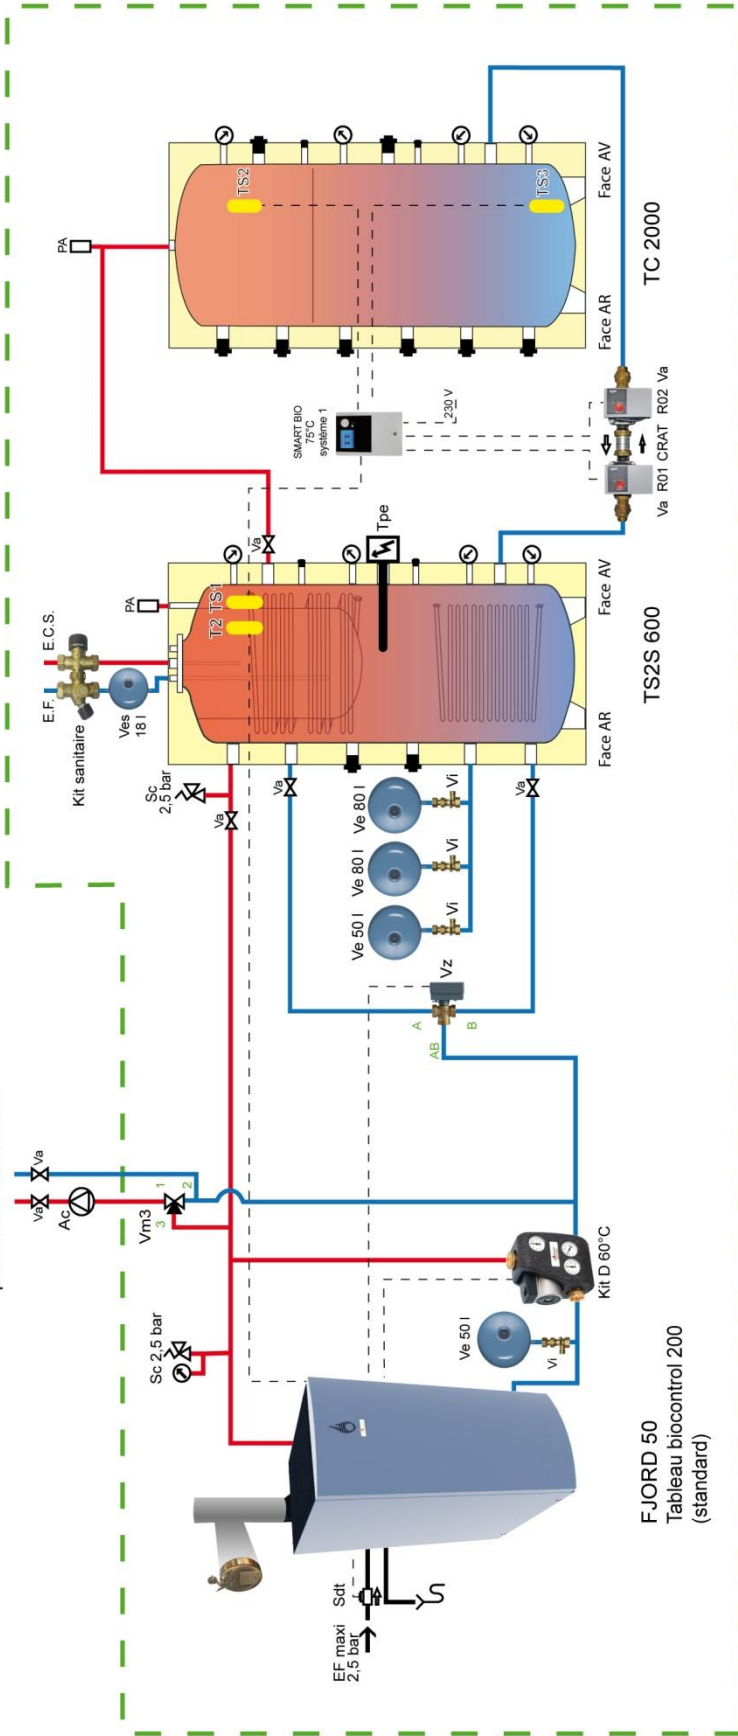 E.F.
E.C.S.
Kit sanitaire
Ves
18 l
PA
PA
Sc
2,5 bar
Va
Va
Va
Va
T2
TS1
Tpe
Face AR
Face AV
TS2S 600
TS2
TS3
Face AR
Face AV
TC 2000
SMART BIO
75°C
système 1
230 V
Va
R01
CRAT
R02
Va
Ve 50 l
Ve 80 l
Ve 80 l
Vi
Vi
Vi
A
AB
B
Vz
Va
Va
Ac
Vm3
1
2
3
Sc 2,5 bar
Ve 50 l
Vi
Kit D 60°C
EF maxi
2,5 bar
Sdt
S
FJORD 50
Tableau biocontrol 200
(standard)